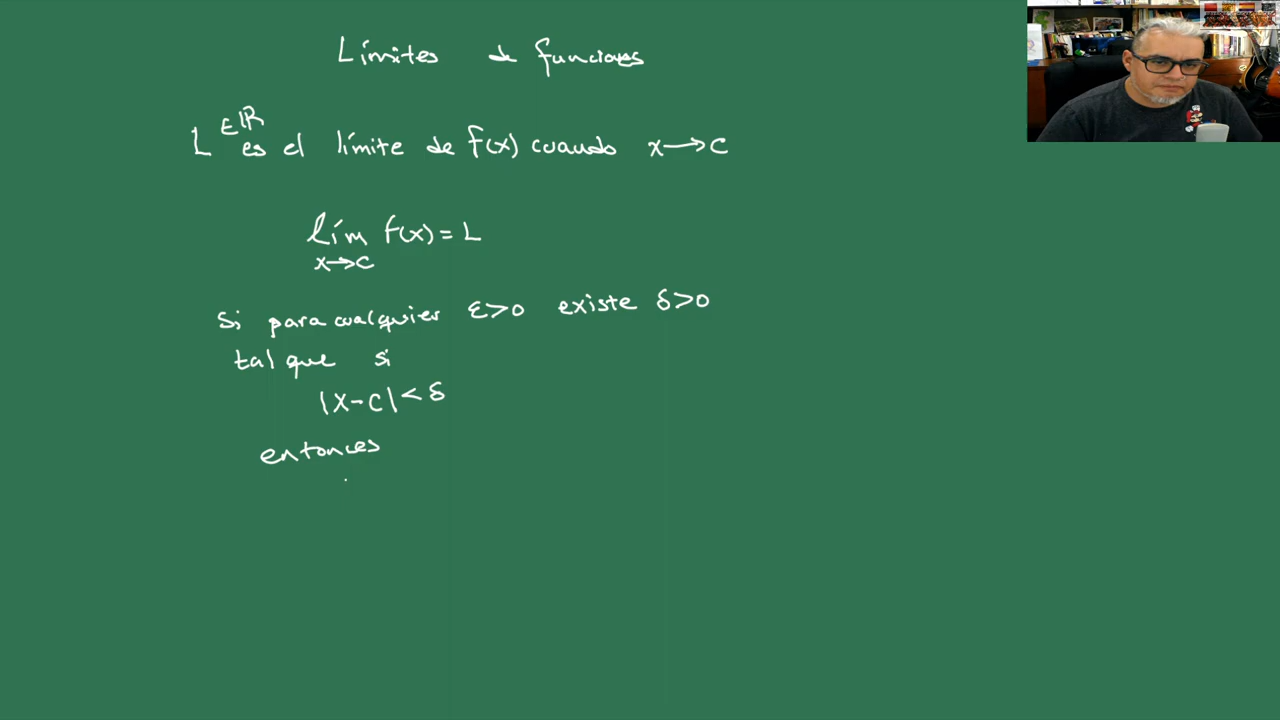 Límites de funciones
L ∈ℝ es el límite de f(x) cuando x→c
lím f(x) = L
x→c
Si para cualquier ε>0 existe δ>0
tal que si
|x-c|<δ
entonces